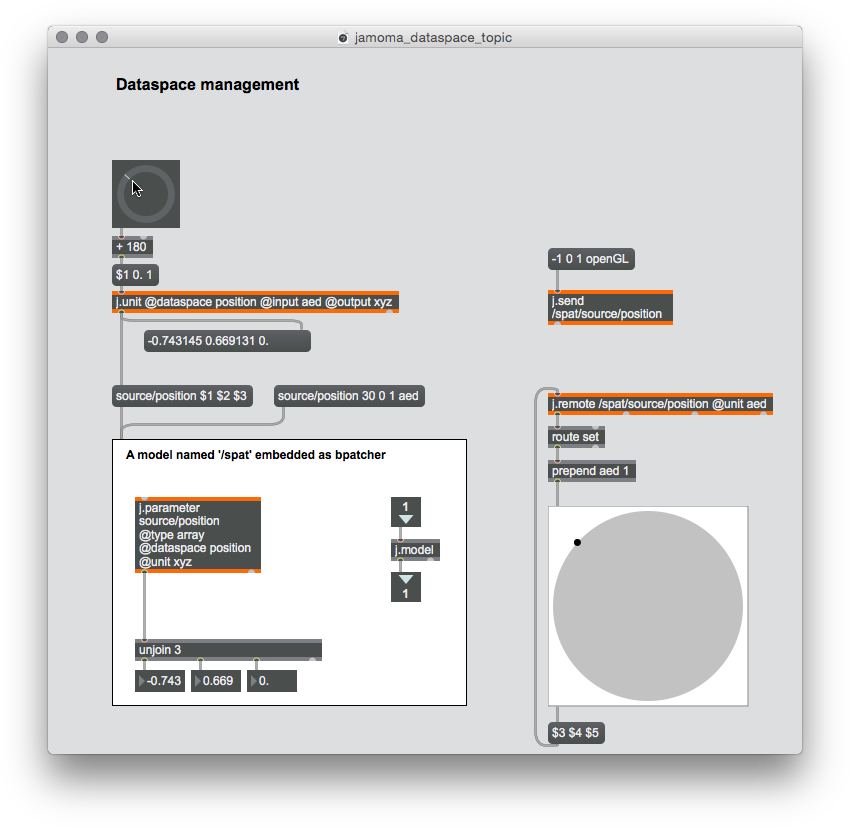 jamoma_dataspace_topic
Dataspace management
+ 180
$1 0. 1
j.unit @dataspace position @input aed @output xyz
-0.743145 0.669131 0.
source/position $1 $2 $3
source/position 30 0 1 aed
A model named '/spat' embedded as bpatcher
j.parameter
source/position
@type array
@dataspace position
@unit xyz
1
j.model
1
unjoin 3
-0.743
0.669
0.
-1 0 1 openGL
j.send
/spat/source/position
j.remote /spat/source/position @unit aed
route set
prepend aed 1
$3 $4 $5